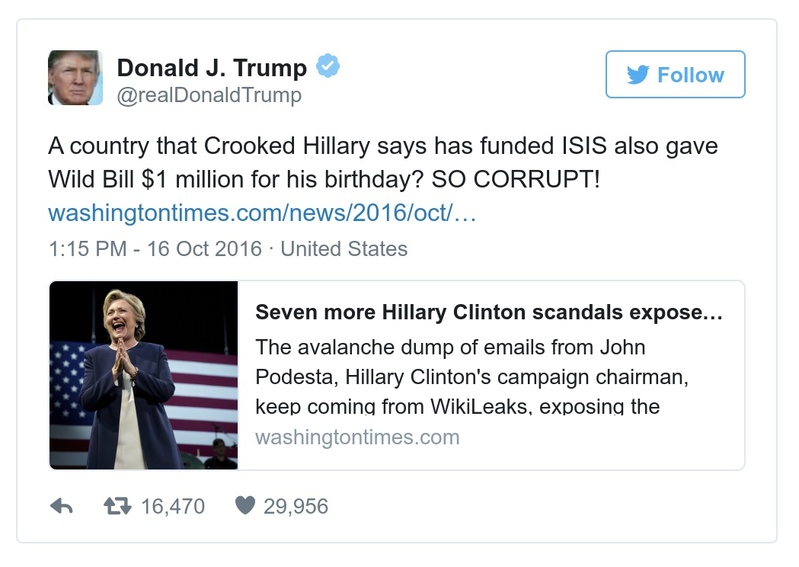 Donald J. Trump
@realDonaldTrump
Follow
A country that Crooked Hillary says has funded ISIS also gave
Wild Bill $1 million for his birthday? SO CORRUPT!
washingtontimes.com/news/2016/oct/…
1:15 PM - 16 Oct 2016 · United States
Seven more Hillary Clinton scandals expose…
The avalanche dump of emails from John
Podesta, Hillary Clinton's campaign chairman,
keep coming from WikiLeaks, exposing the
washingtontimes.com
16,470 29,956